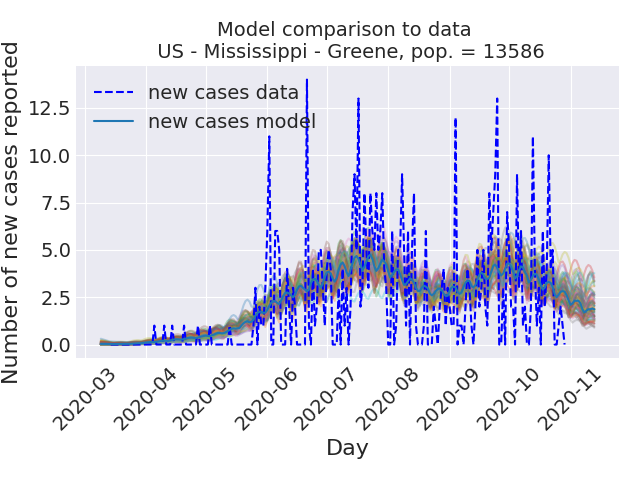 Model comparison to data
US - Mississippi - Greene, pop. = 13586
Number of new cases reported
12.5
10.0
7.5
5.0
2.5
0.0
new cases data
new cases model
2020-03
2020-04
2020-05
2020-06
2020-07
2020-08
2020-09
2020-10
2020-11
Day